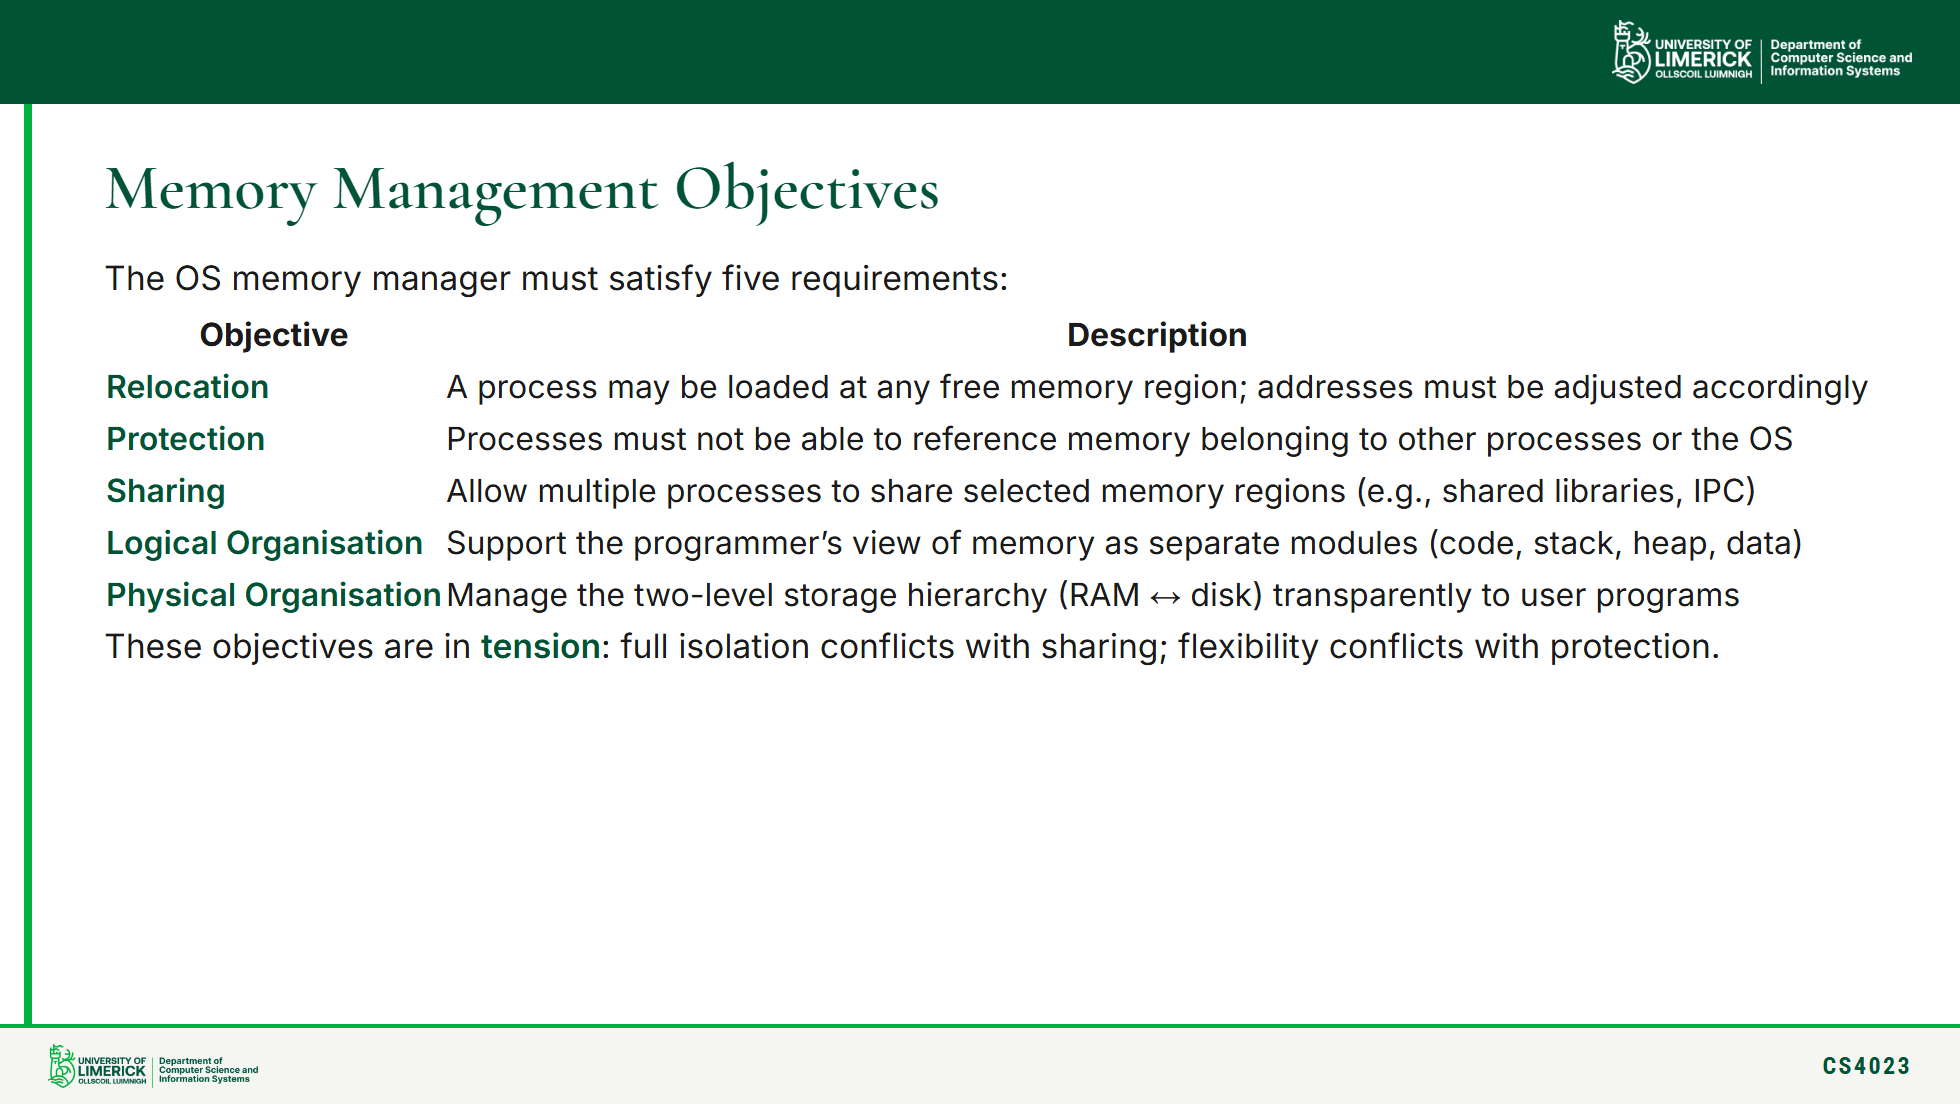 UNIVERSITY OF
LIMERICK
OLLSCOIL LUIMNIGH
Department of
Computer Science and
Information Systems
Memory Management Objectives
The OS memory manager must satisfy five requirements:
Objective Description
Relocation A process may be loaded at any free memory region; addresses must be adjusted accordingly
Protection Processes must not be able to reference memory belonging to other processes or the OS
Sharing Allow multiple processes to share selected memory regions (e.g., shared libraries, IPC)
Logical Organisation Support the programmer’s view of memory as separate modules (code, stack, heap, data)
Physical Organisation Manage the two-level storage hierarchy (RAM ↔ disk) transparently to user programs
These objectives are in tension: full isolation conflicts with sharing; flexibility conflicts with protection.
UNIVERSITY OF
LIMERICK
OLLSCOIL LUIMNIGH
Department of
Computer Science and
Information Systems
CS4023